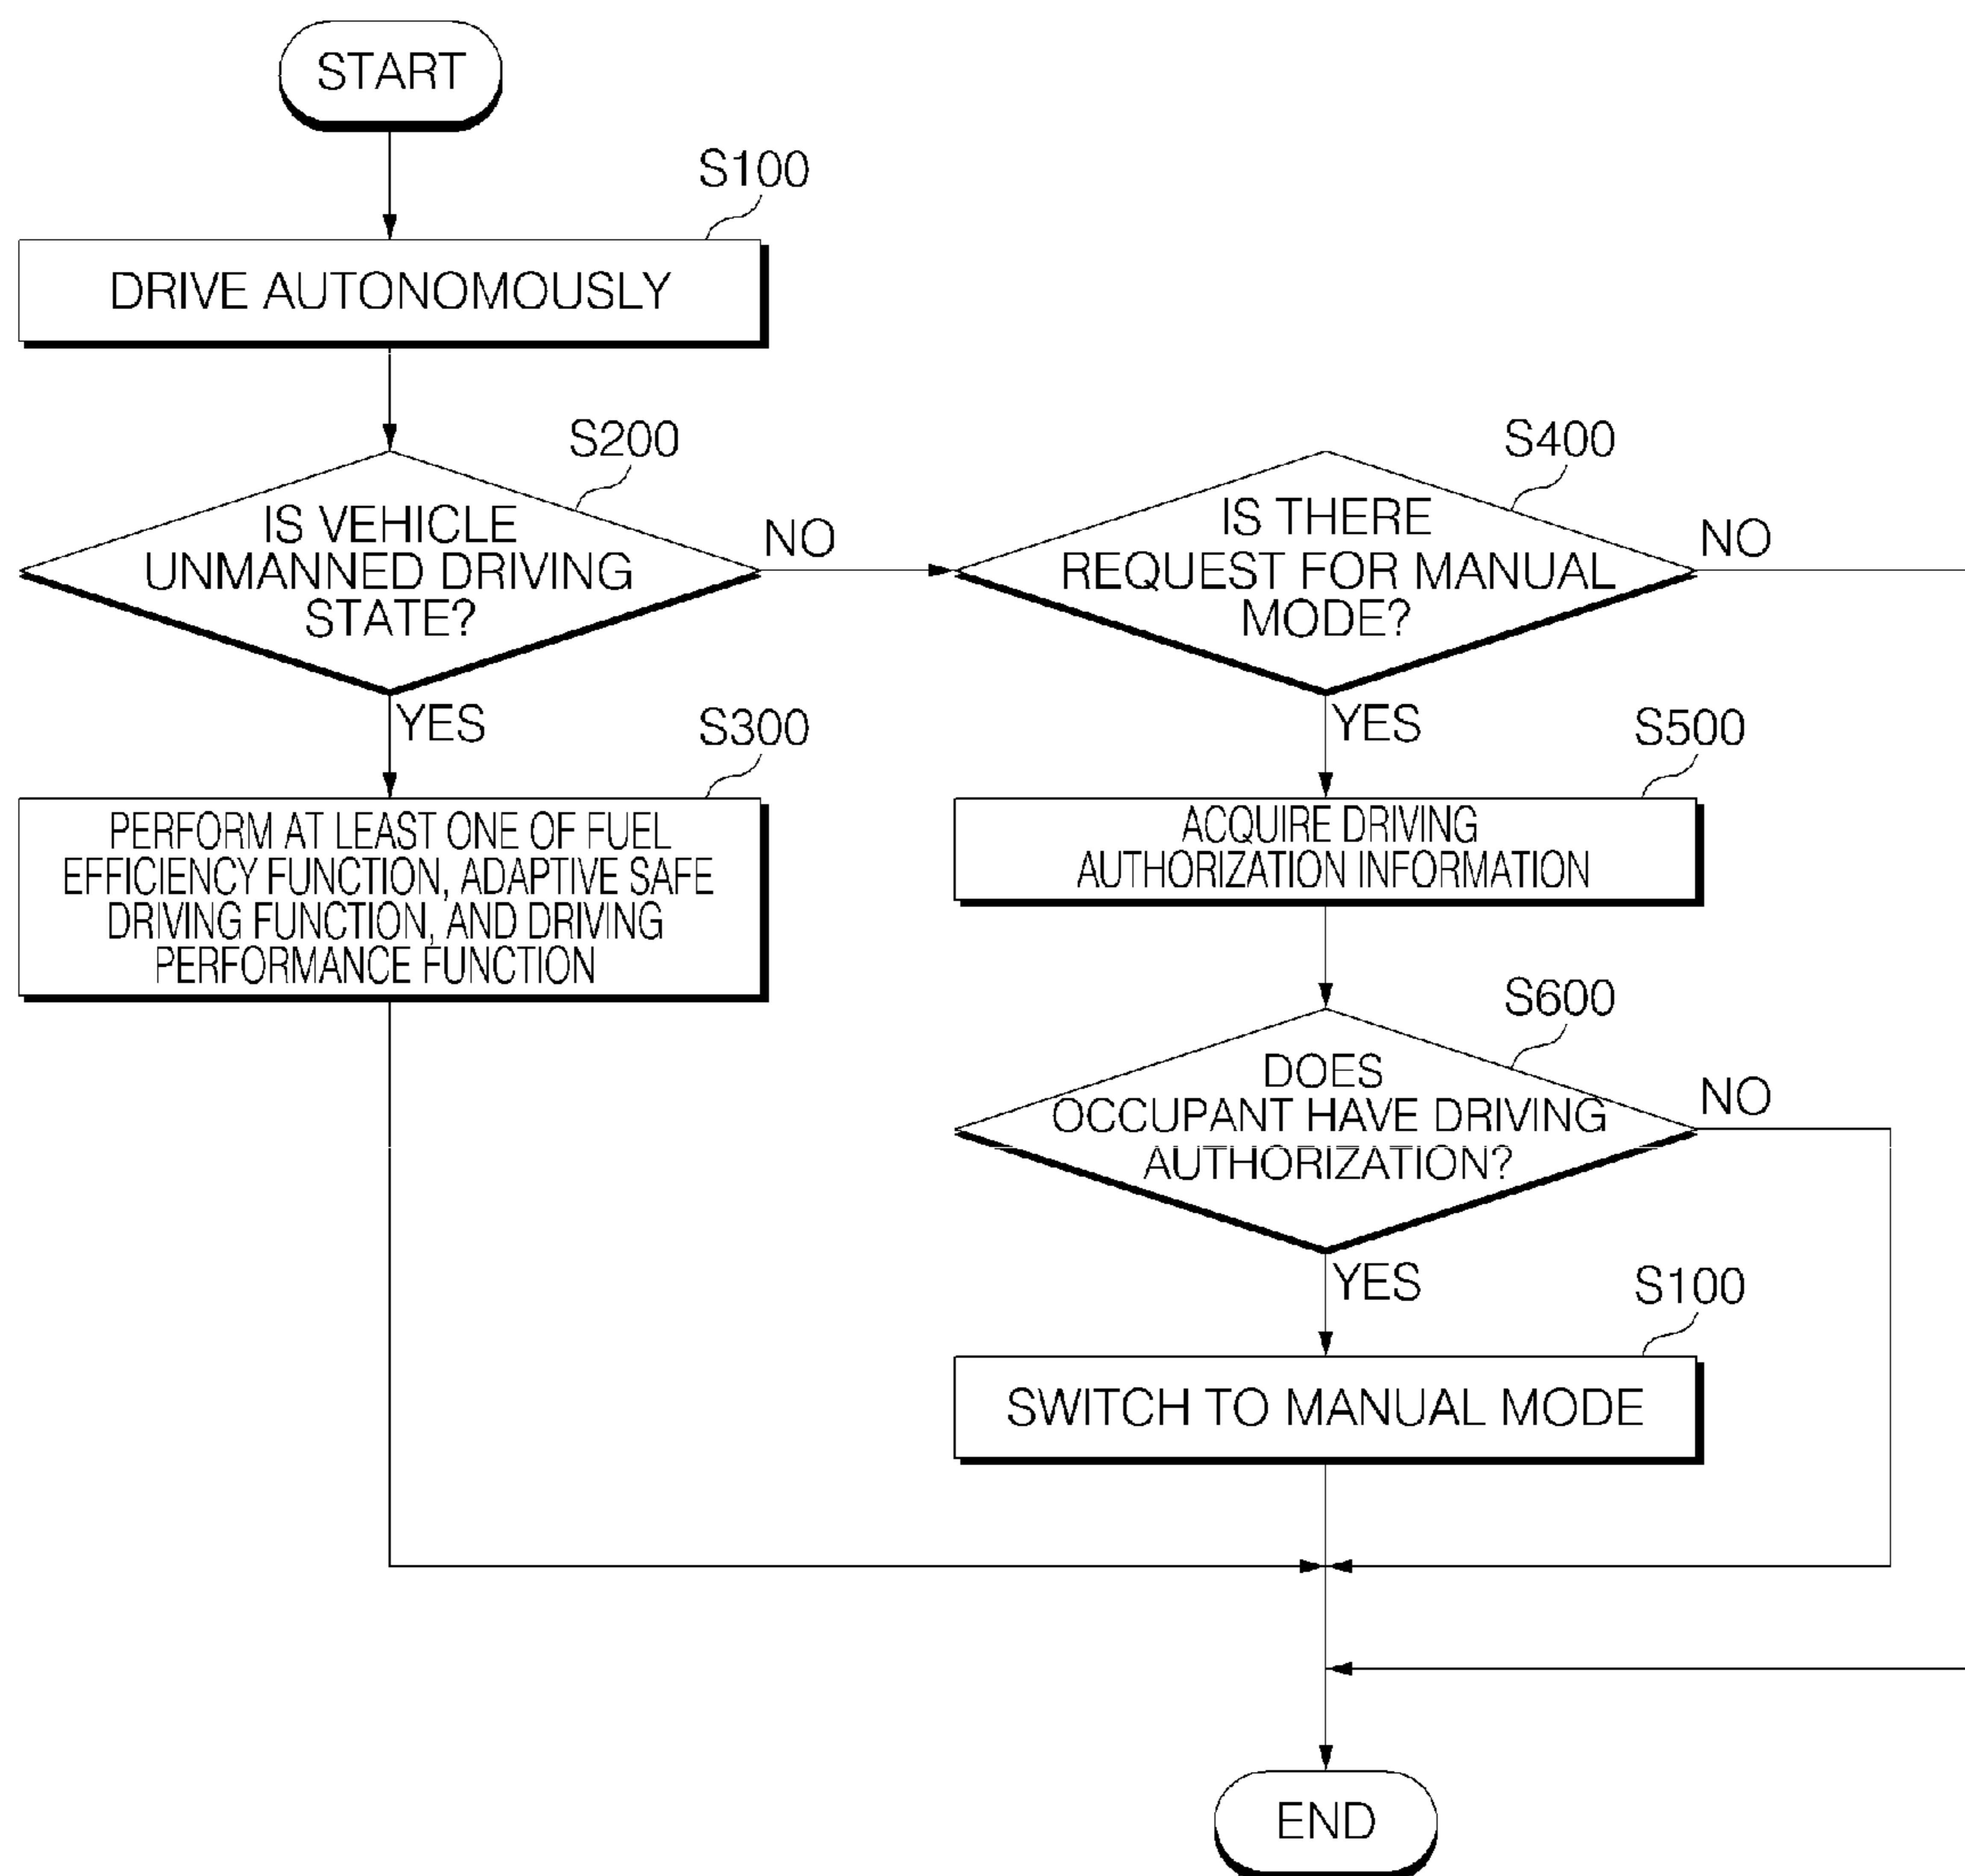 START
S100
DRIVE AUTONOMOUSLY
S200
IS VEHICLE
UNMANNED DRIVING
STATE?
NO
YES
S300
PERFORM AT LEAST ONE OF FUEL
EFFICIENCY FUNCTION, ADAPTIVE SAFE
DRIVING FUNCTION, AND DRIVING
PERFORMANCE FUNCTION
S400
IS THERE
REQUEST FOR MANUAL
MODE?
NO
YES
S500
ACQUIRE DRIVING
AUTHORIZATION INFORMATION
S600
DOES
OCCUPANT HAVE DRIVING
AUTHORIZATION?
NO
YES
S100
SWITCH TO MANUAL MODE
END